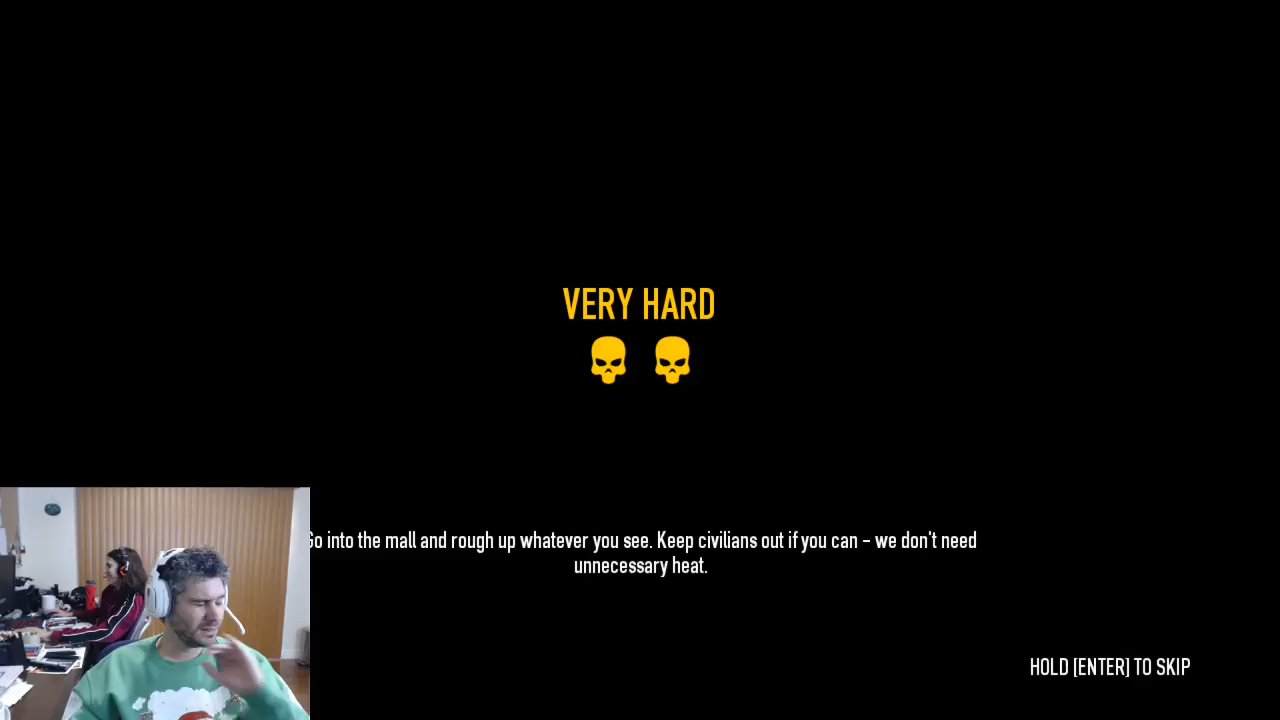 VERY HARD
Go into the mall and rough up whatever you see. Keep civilians out if you can - we don't need
unnecessary heat.
HOLD [ENTER] TO SKIP